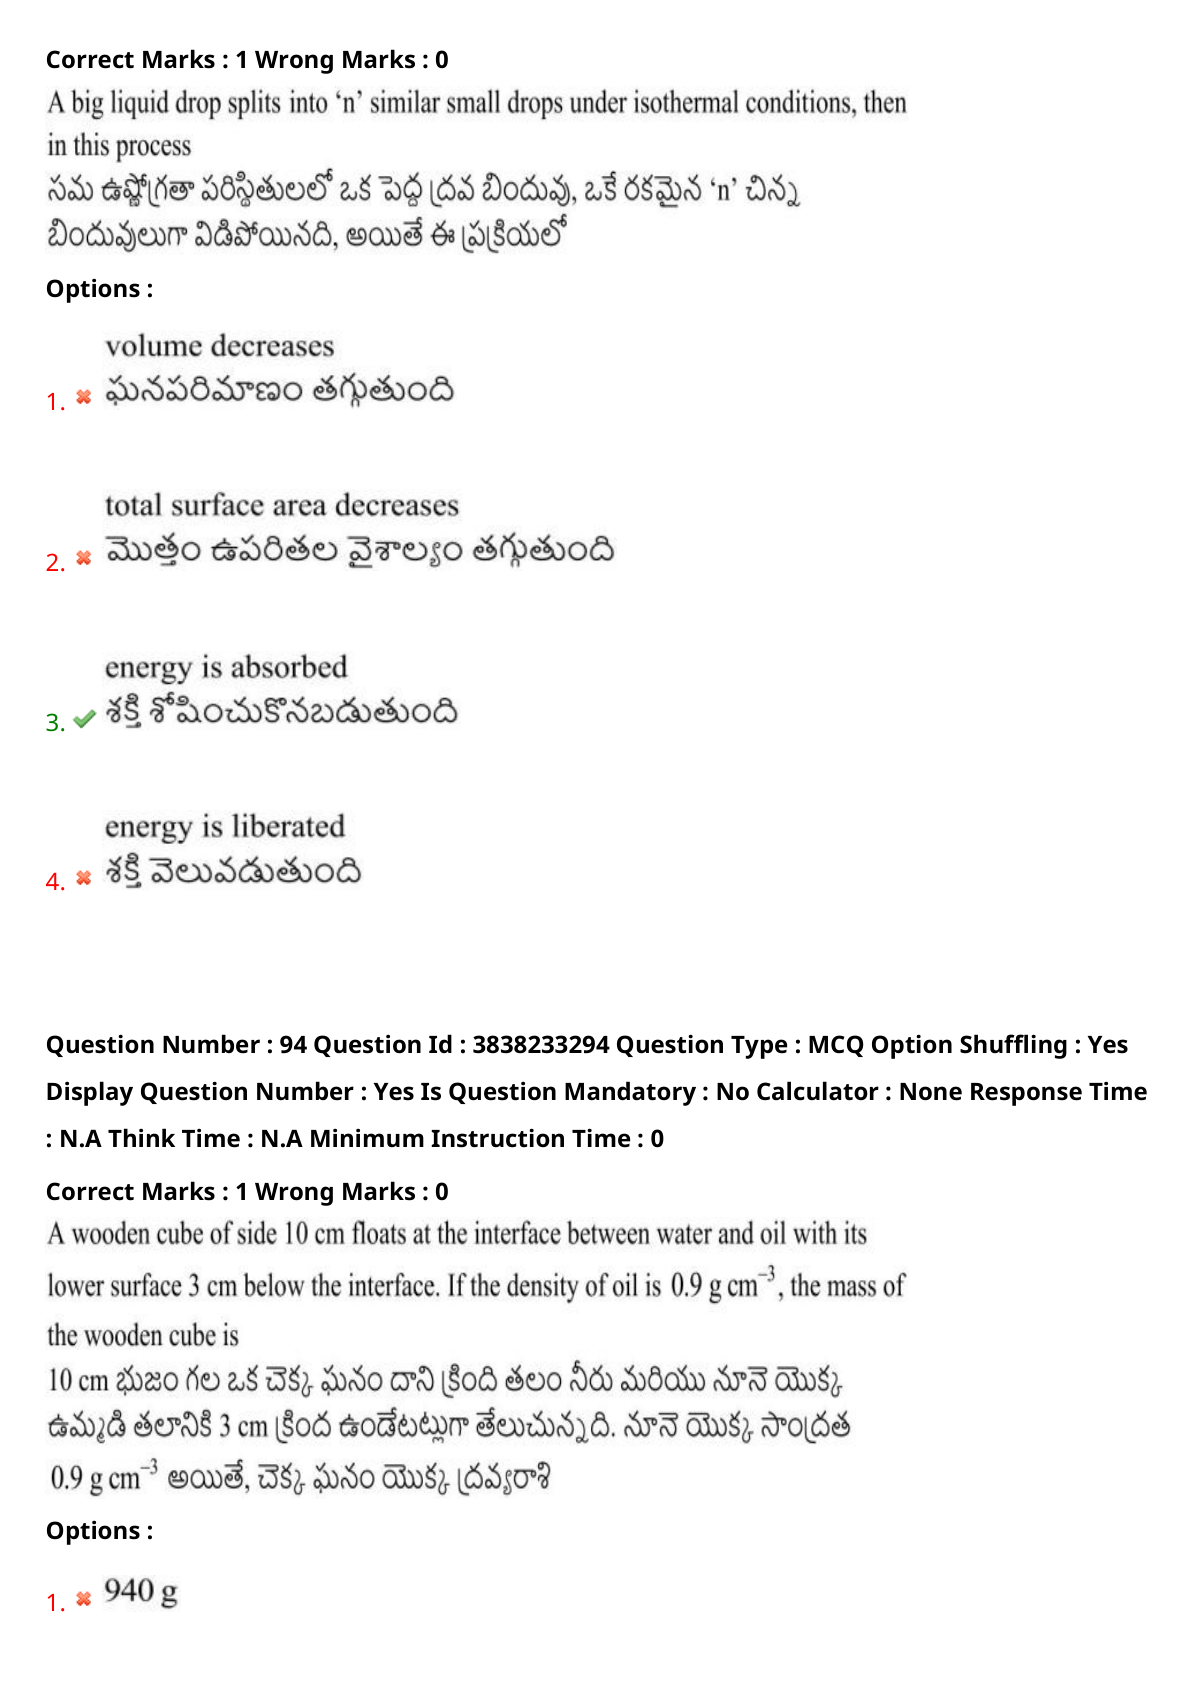 Correct Marks : 1 Wrong Marks : 0
A big liquid drop splits into ‘n’ similar small drops under isothermal conditions, then
in this process
సమ ఉష్ణోగ్రతా పరిస్థితులలో ఒక పెద్ద ద్రవ బిందువు, ఒకే రకమైన ‘n’ చిన్న
బిందువులుగా విడిపోయినది, అయితే ఈ ప్రక్రియలో
Options :
volume decreases
1. ఘనపరిమాణం తగ్గుతుంది
total surface area decreases
2. మొత్తం ఉపరితల వైశాల్యం తగ్గుతుంది
energy is absorbed
3. శక్తి శోషించుకొనబడుతుంది
energy is liberated
4. శక్తి వెలువడుతుంది
Question Number : 94 Question Id : 3838233294 Question Type : MCQ Option Shuffling : Yes
Display Question Number : Yes Is Question Mandatory : No Calculator : None Response Time
: N.A Think Time : N.A Minimum Instruction Time : 0
Correct Marks : 1 Wrong Marks : 0
A wooden cube of side 10 cm floats at the interface between water and oil with its
lower surface 3 cm below the interface. If the density of oil is 0.9 g cm⁻³, the mass of
the wooden cube is
10 cm భుజం గల ఒక చెక్క ఘనం దాని క్రింది తలం నీరు మరియు నూనె యొక్క
ఉమ్మడి తలానికి 3 cm క్రింద ఉండేటట్లుగా తేలుచున్నది. నూనె యొక్క సాంద్రత
0.9 g cm⁻³ అయితే, చెక్క ఘనం యొక్క ద్రవ్యరాశి
Options :
1. 940 g